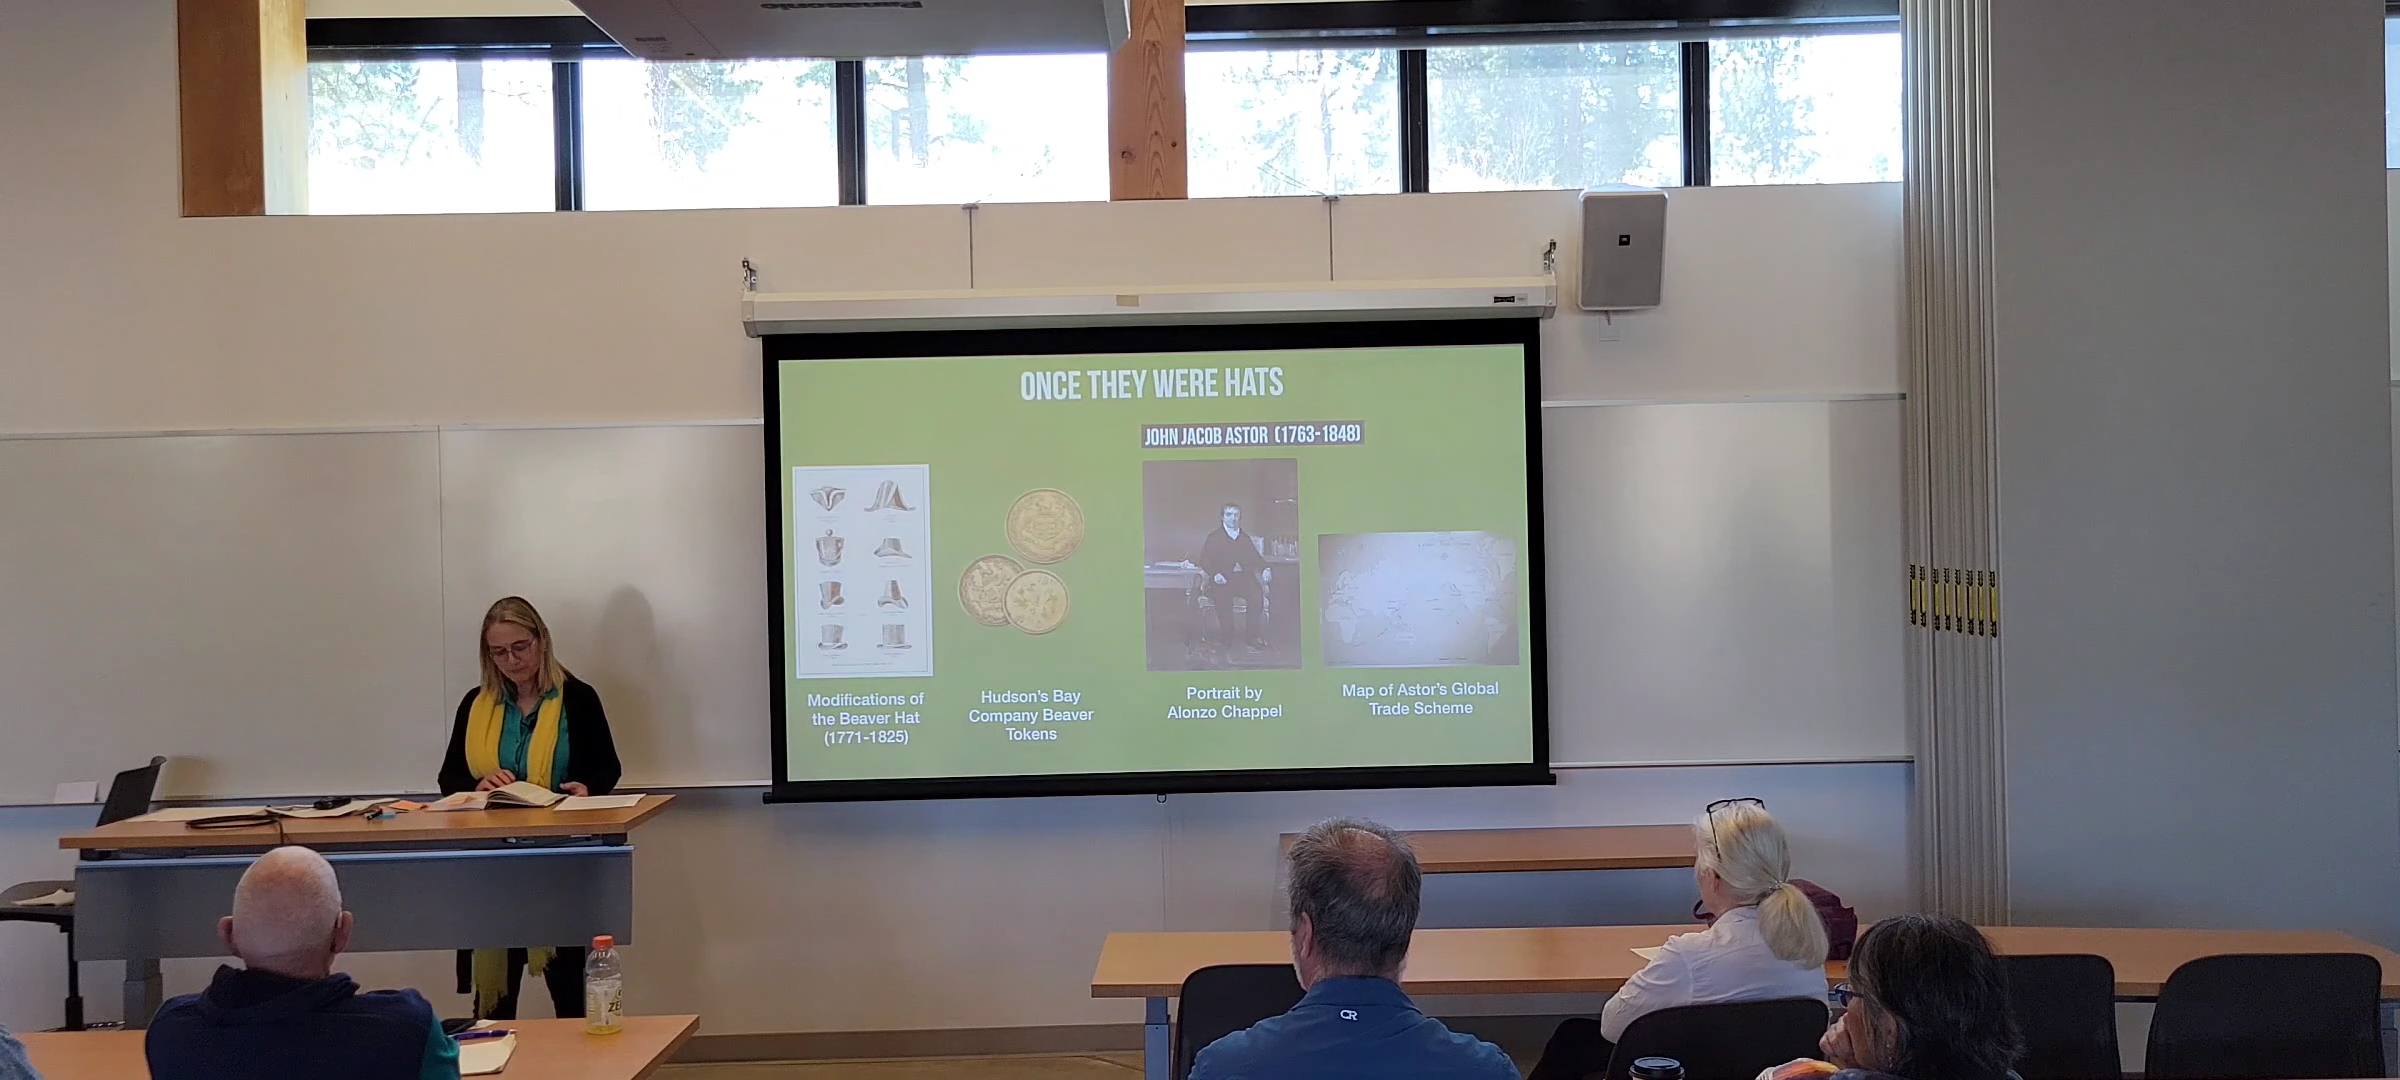 Panasonic
ONCE THEY WERE HATS
JOHN JACOB ASTOR (1763-1848)
Modifications of
the Beaver Hat
(1771-1825)
Hudson's Bay
Company Beaver
Tokens
Portrait by
Alonzo Chappel
Map of Astor's Global
Trade Scheme